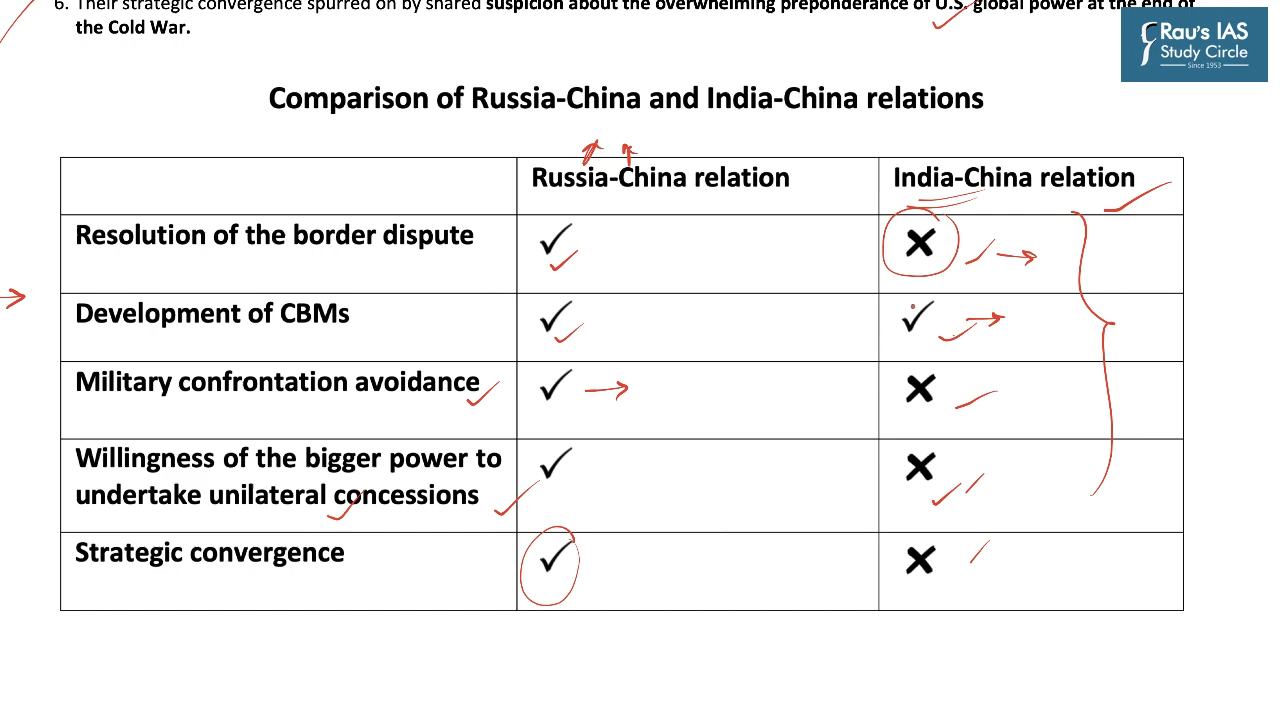 6. Their strategic convergence spurred on by shared suspicion about the overwhelming preponderance of U.S. global power at the end of
the Cold War.
Rau's IAS
Study Circle
Since 1953
Comparison of Russia-China and India-China relations
Russia-China relation
India-China relation
Resolution of the border dispute
✓
✗
Development of CBMs
✓
✓
Military confrontation avoidance
✓
✗
Willingness of the bigger power to
undertake unilateral concessions
✓
✗
Strategic convergence
✓
✗